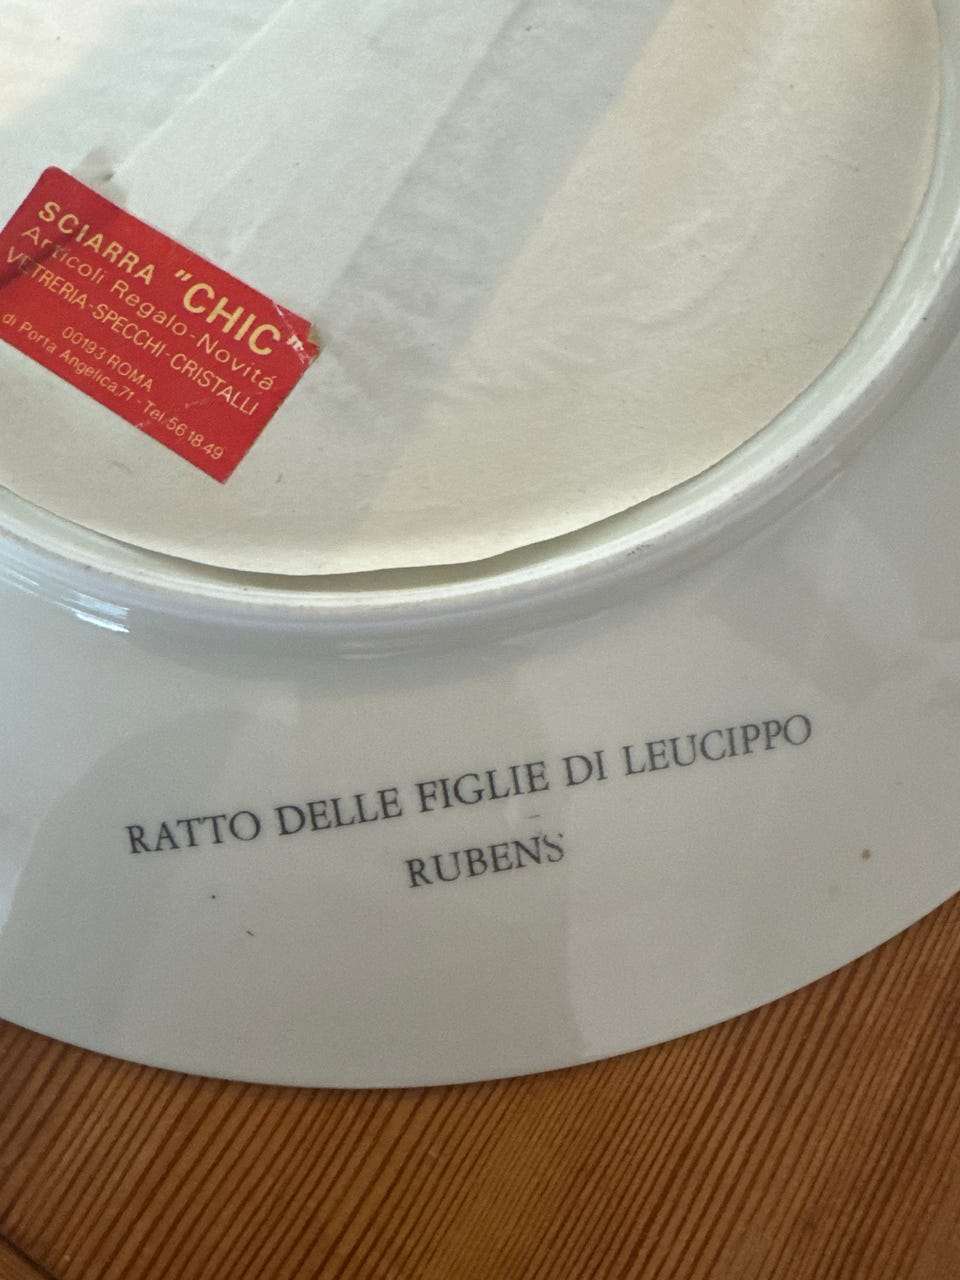 SCIARRA "CHIC"
Articoli Regalo-Novitá
VETRERIA-SPECCHI-CRISTALLI
00193 ROMA
di Porta Angelica,71 - Tel.56 18 49
RATTO DELLE FIGLIE DI LEUCIPPO
RUBENS